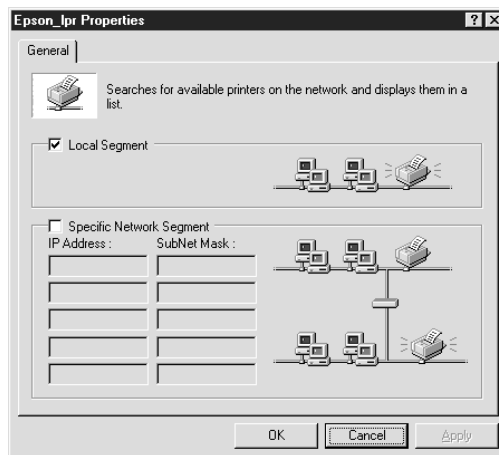 Epson_lpr Properties
General
Searches for available printers on the network and displays them in a
list.
Local Segment
Specific Network Segment
IP Address : SubNet Mask :
OK Cancel Apply